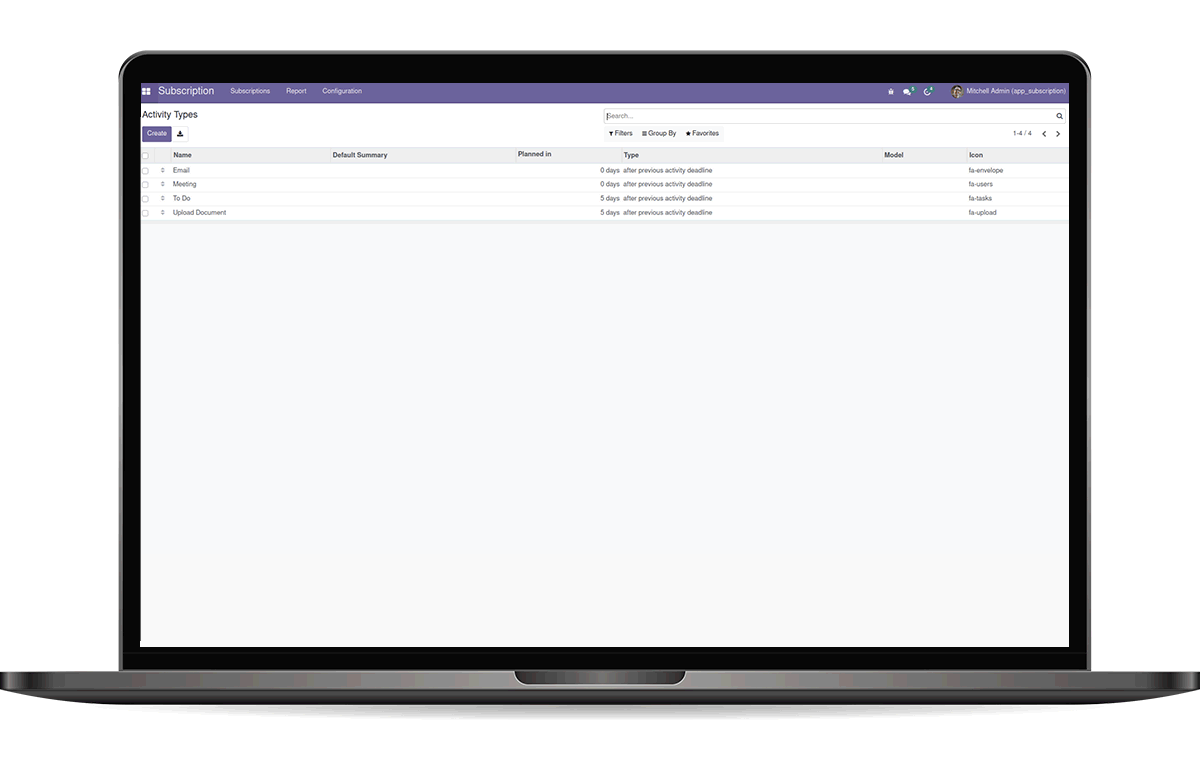 Subscription Subscriptions Report Configuration 5 4 Mitchell Admin (app_subscription)
Activity Types
Search...
Create Filters Group By Favorites 1-4 / 4
Name Default Summary Planned in Type Model Icon
Email 0 days after previous activity deadline fa-envelope
Meeting 0 days after previous activity deadline fa-users
To Do 5 days after previous activity deadline fa-tasks
Upload Document 5 days after previous activity deadline fa-upload